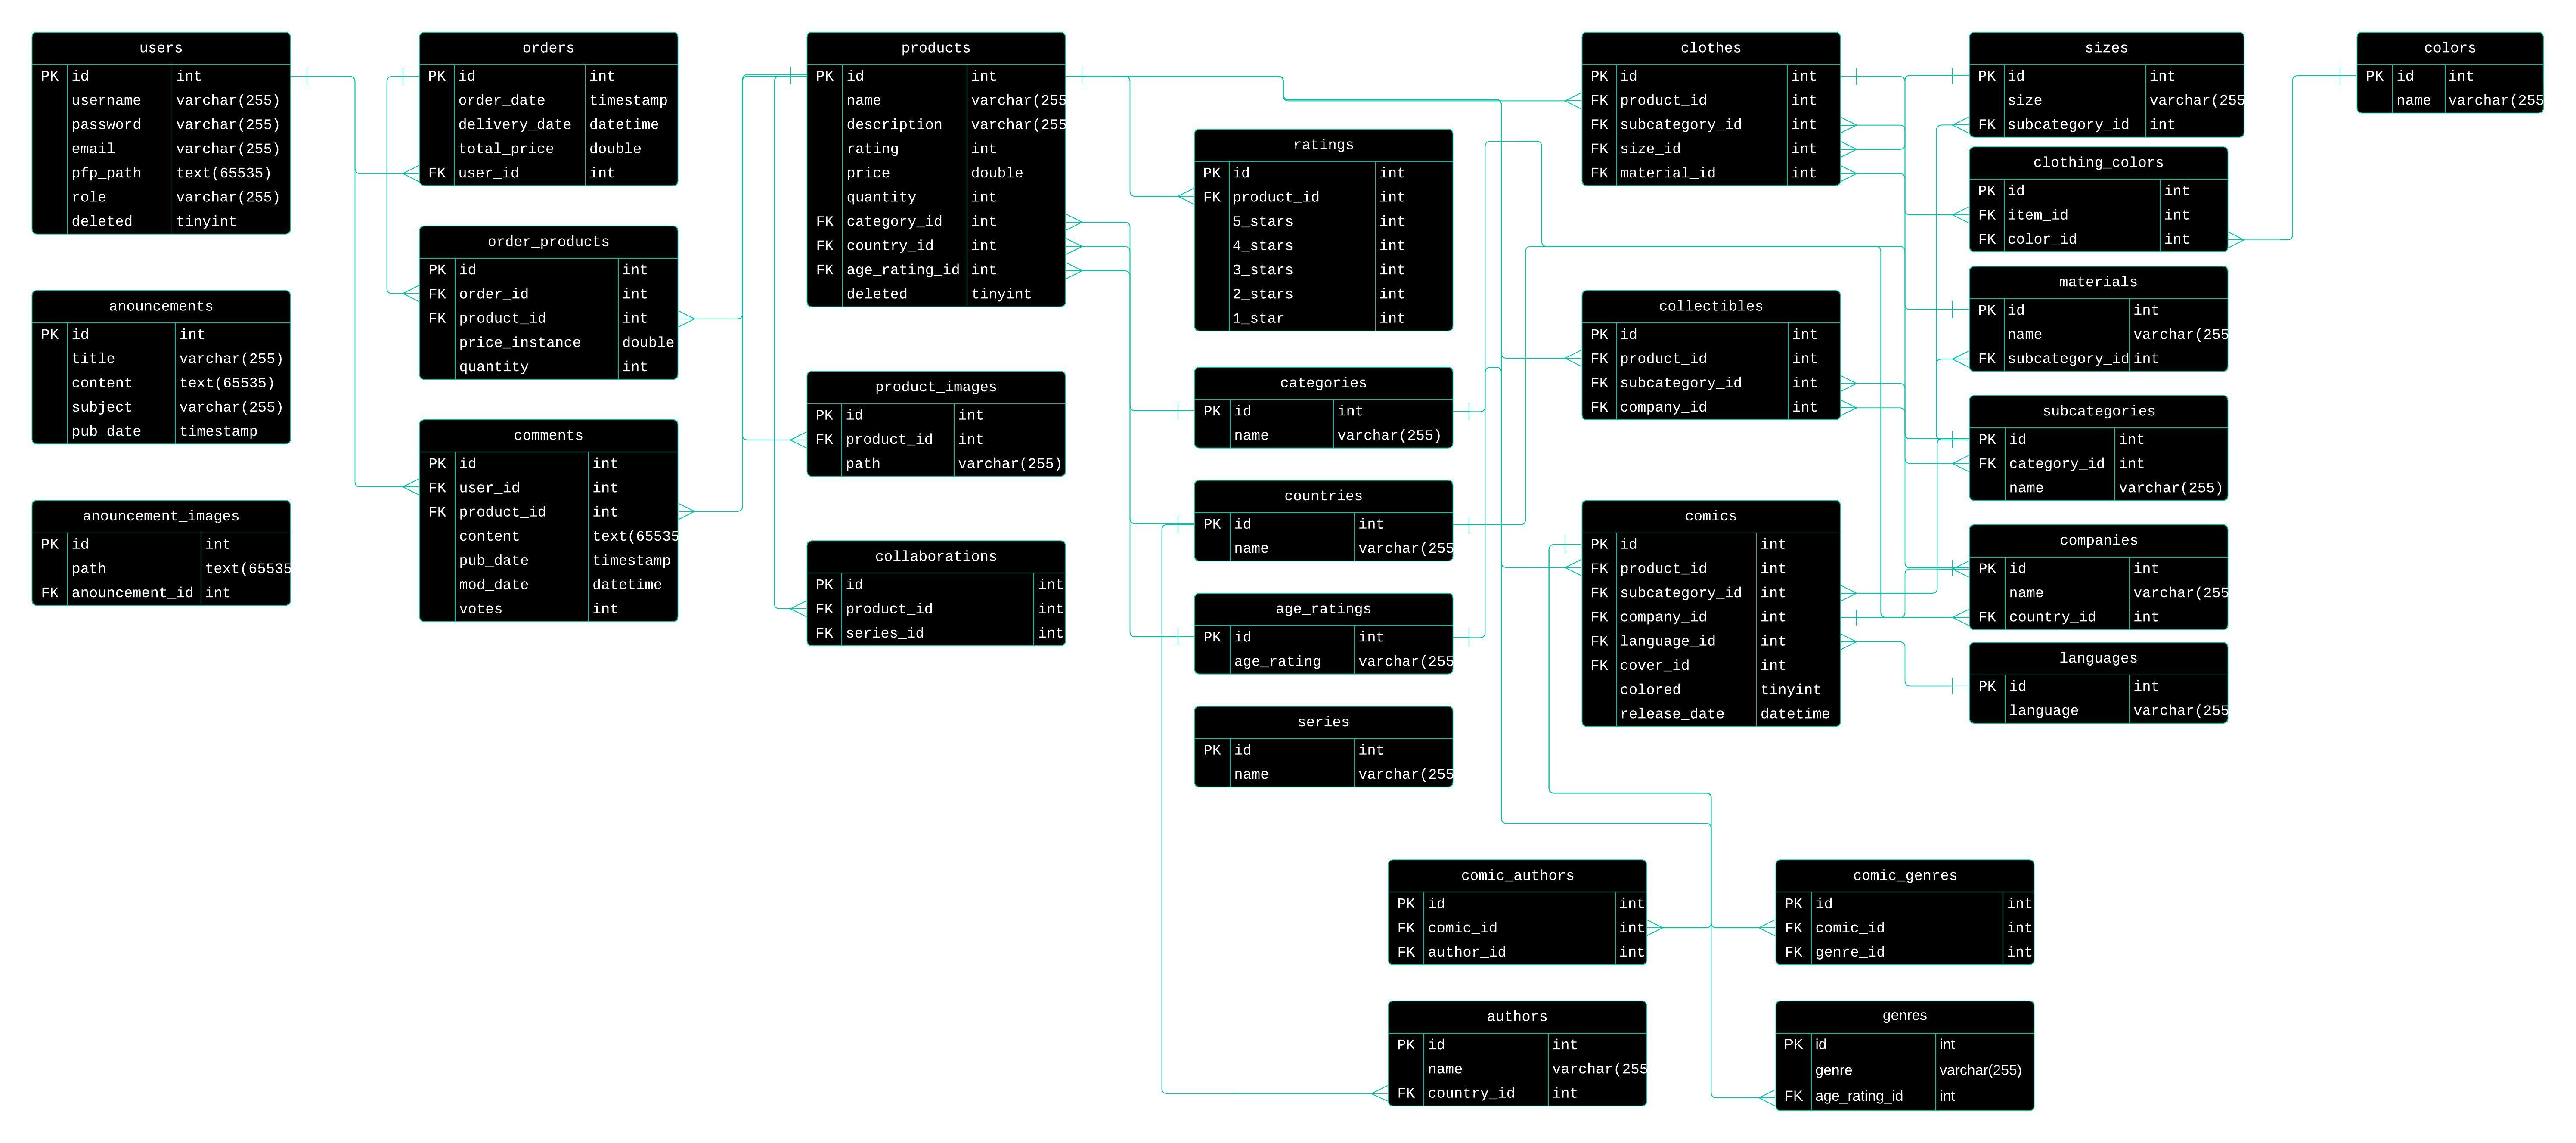 users
PK id int
username varchar(255)
password varchar(255)
email varchar(255)
pfp_path text(65535)
role varchar(255)
deleted tinyint
anouncements
PK id int
title varchar(255)
content text(65535)
subject varchar(255)
pub_date timestamp
anouncement_images
PK id int
path text(65535
FK anouncement_id int
orders
PK id int
order_date timestamp
delivery_date datetime
total_price double
FK user_id int
order_products
PK id int
FK order_id int
FK product_id int
price_instance double
quantity int
comments
PK id int
FK user_id int
FK product_id int
content text(65535
pub_date timestamp
mod_date datetime
votes int
products
PK id int
name varchar(255
description varchar(255
rating int
price double
quantity int
FK category_id int
FK country_id int
FK age_rating_id int
deleted tinyint
product_images
PK id int
FK product_id int
path varchar(255)
collaborations
PK id int
FK product_id int
FK series_id int
ratings
PK id int
FK product_id int
5_stars int
4_stars int
3_stars int
2_stars int
1_star int
categories
PK id int
name varchar(255)
countries
PK id int
name varchar(255
age_ratings
PK id int
age_rating varchar(255
series
PK id int
name varchar(255
clothes
PK id int
FK product_id int
FK subcategory_id int
FK size_id int
FK material_id int
collectibles
PK id int
FK product_id int
FK subcategory_id int
FK company_id int
comics
PK id int
FK product_id int
FK subcategory_id int
FK company_id int
FK language_id int
FK cover_id int
colored tinyint
release_date datetime
comic_authors
PK id int
FK comic_id int
FK author_id int
authors
PK id int
name varchar(255
FK country_id int
comic_genres
PK id int
FK comic_id int
FK genre_id int
genres
PK id int
genre varchar(255)
FK age_rating_id int
sizes
PK id int
size varchar(255
FK subcategory_id int
clothing_colors
PK id int
FK item_id int
FK color_id int
materials
PK id int
name varchar(255
FK subcategory_id int
subcategories
PK id int
FK category_id int
name varchar(255)
companies
PK id int
name varchar(255
FK country_id int
languages
PK id int
language varchar(255
colors
PK id int
name varchar(255